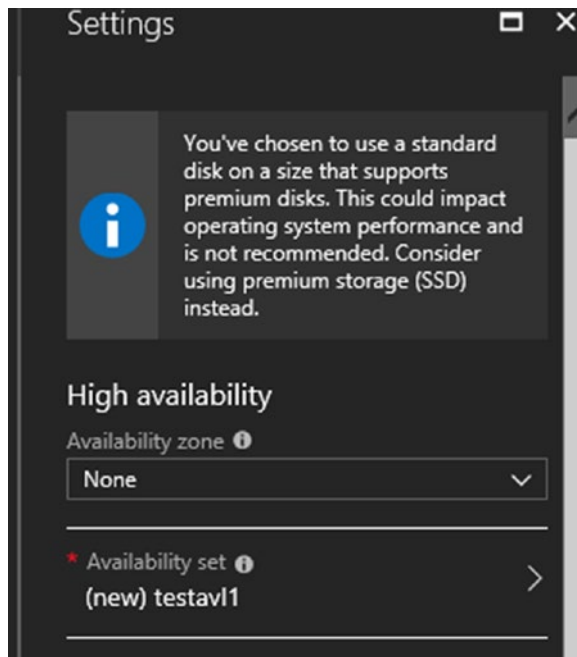 Settings
You've chosen to use a standard
disk on a size that supports
premium disks. This could impact
operating system performance and
is not recommended. Consider
using premium storage (SSD)
instead.
High availability
Availability zone
None
* Availability set
(new) testavl1